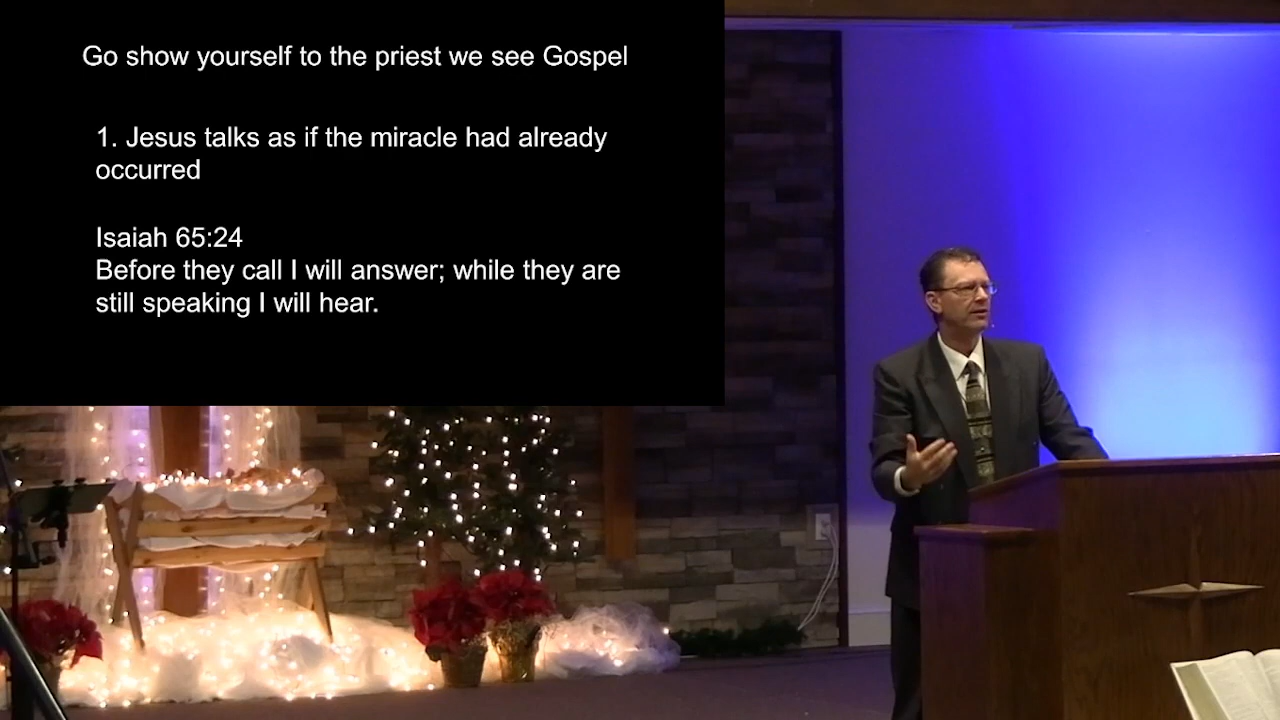 Go show yourself to the priest we see Gospel
1. Jesus talks as if the miracle had already
occurred
Isaiah 65:24
Before they call I will answer; while they are
still speaking I will hear.